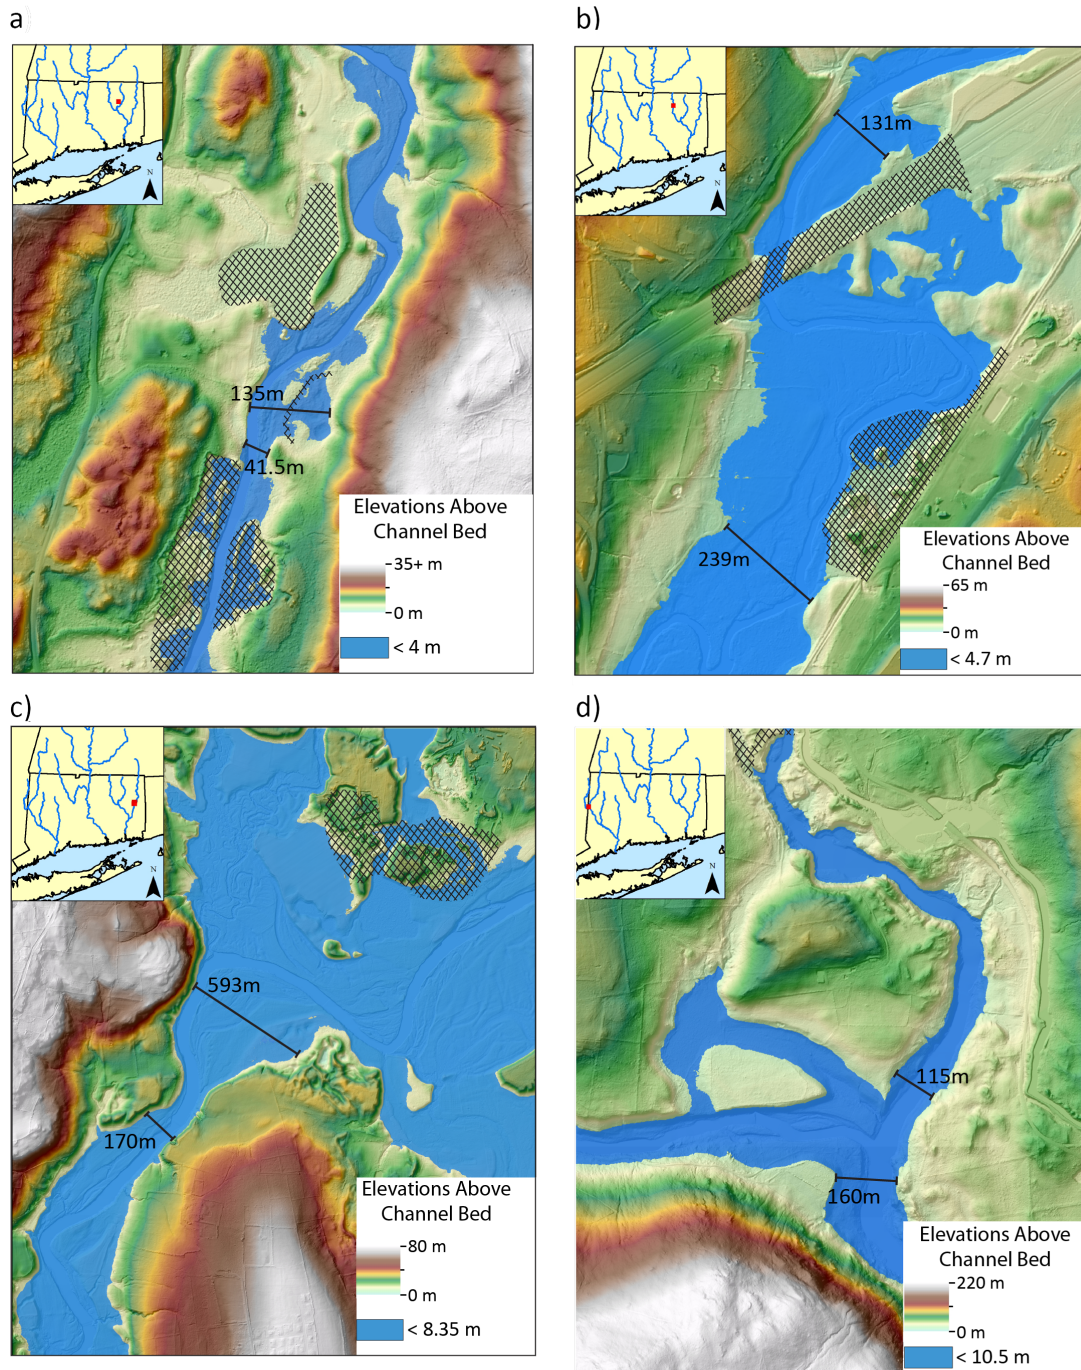 a
N
135m
41.5m
Elevations Above
Channel Bed
35+ m
0 m
< 4 m
b)
N
131m
239m
Elevations Above
Channel Bed
65 m
0 m
< 4.7 m
c)
&
N
593m
170m
Elevations Above
Channel Bed
80 m
0 m
< 8.35 m
d)
&
N
115m
160m
Elevations Above
Channel Bed
220 m
0 m
< 10.5 m